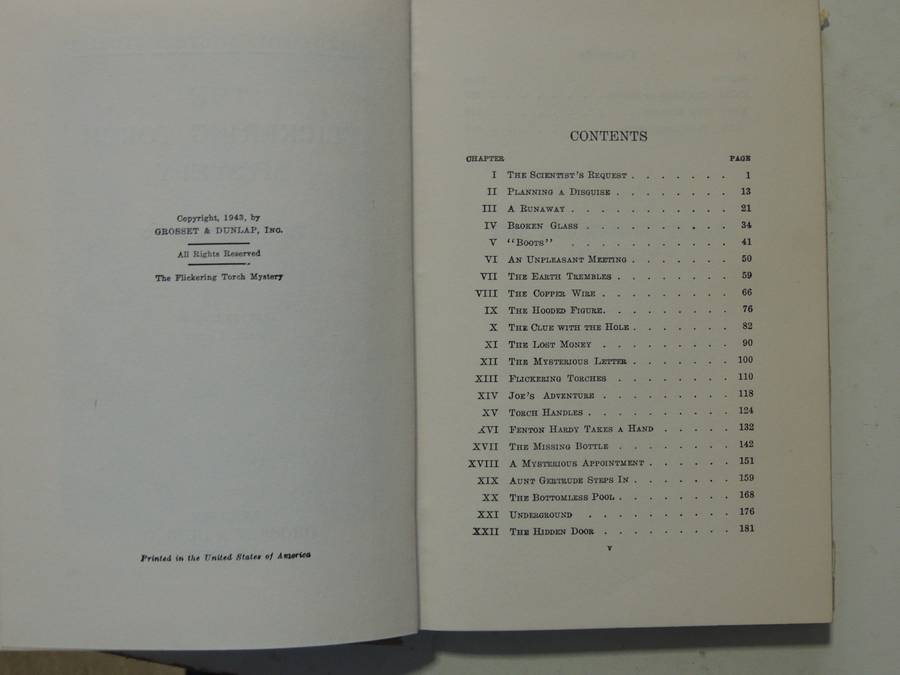 Copyright, 1943, by
GROSSET & DUNLAP, INC.
All Rights Reserved
The Flickering Torch Mystery
Printed in the United States of America
CONTENTS
CHAPTER PAGE
I THE SCIENTIST'S REQUEST . . . . . . . 1
II PLANNING A DISGUISE . . . . . . . . 13
III A RUNAWAY . . . . . . . . . . 21
IV BROKEN GLASS . . . . . . . . . 34
V "BOOTS" . . . . . . . . . . 41
VI AN UNPLEASANT MEETING . . . . . . . 50
VII THE EARTH TREMBLES . . . . . . . . 59
VIII THE COPPER WIRE . . . . . . . . . 66
IX THE HOODED FIGURE . . . . . . . . 76
X THE CLUE WITH THE HOLE . . . . . . . 82
XI THE LOST MONEY . . . . . . . . . 90
XII THE MYSTERIOUS LETTER . . . . . . . 100
XIII FLICKERING TORCHES . . . . . . . . 110
XIV JOE'S ADVENTURE . . . . . . . . . 118
XV TORCH HANDLES . . . . . . . . . 124
XVI FENTON HARDY TAKES A HAND . . . . . . 132
XVII THE MISSING BOTTLE . . . . . . . . 142
XVIII A MYSTERIOUS APPOINTMENT . . . . . . 151
XIX AUNT GERTRUDE STEPS IN . . . . . . . 159
XX THE BOTTOMLESS POOL . . . . . . . . 168
XXI UNDERGROUND . . . . . . . . . 176
XXII THE HIDDEN DOOR . . . . . . . . . 181
v